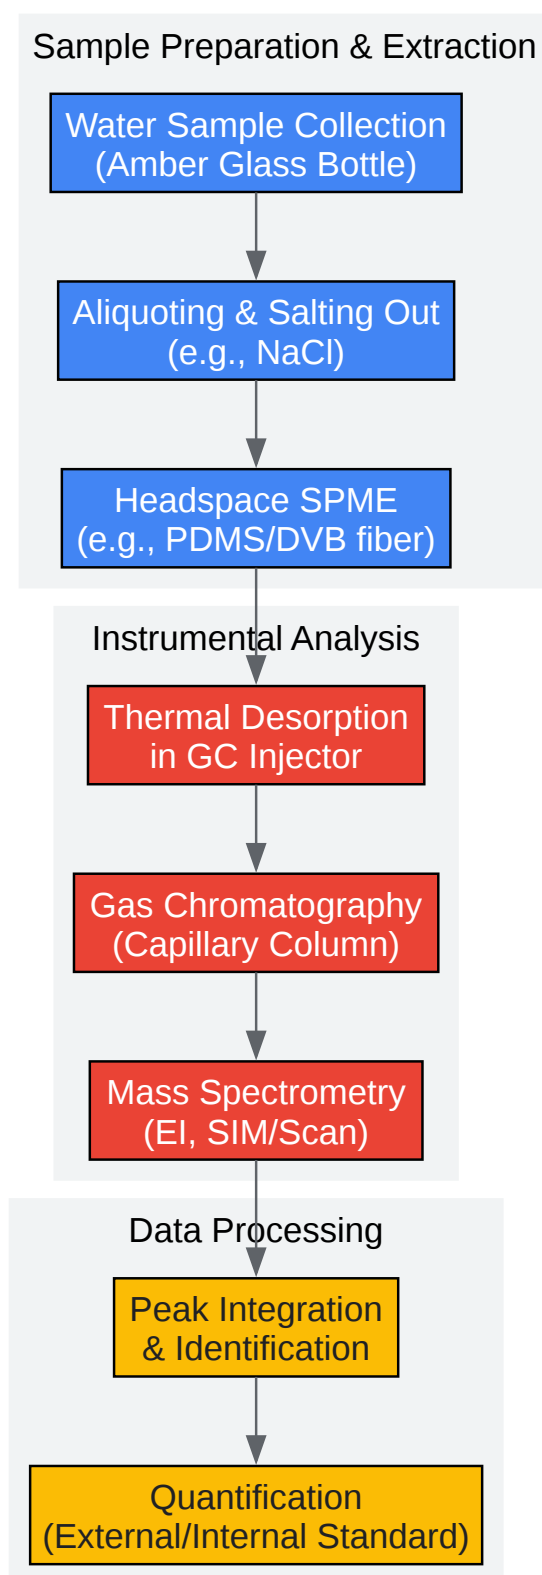 Sample Preparation & Extraction
Water Sample Collection
(Amber Glass Bottle)
Aliquoting & Salting Out
(e.g., NaCl)
Headspace SPME
(e.g., PDMS/DVB fiber)
Instrumental Analysis
Thermal Desorption
in GC Injector
Gas Chromatography
(Capillary Column)
Mass Spectrometry
(EI, SIM/Scan)
Data Processing
Peak Integration
& Identification
Quantification
(External/Internal Standard)